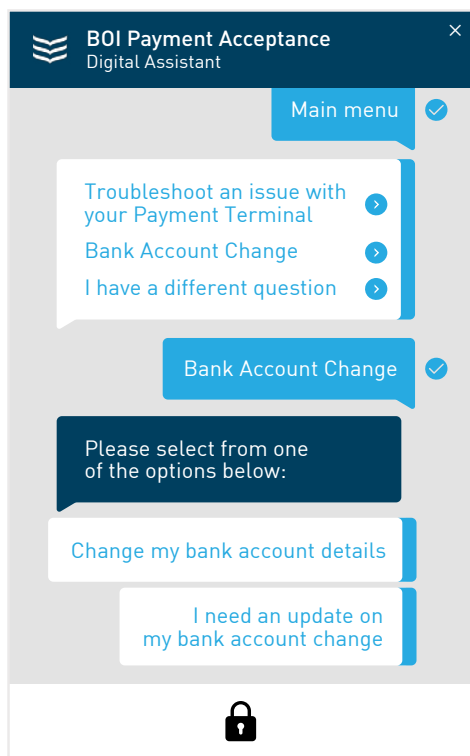 BOI Payment Acceptance
Digital Assistant
Main menu
Troubleshoot an issue with
your Payment Terminal
Bank Account Change
I have a different question
Bank Account Change
Please select from one
of the options below:
Change my bank account details
I need an update on
my bank account change